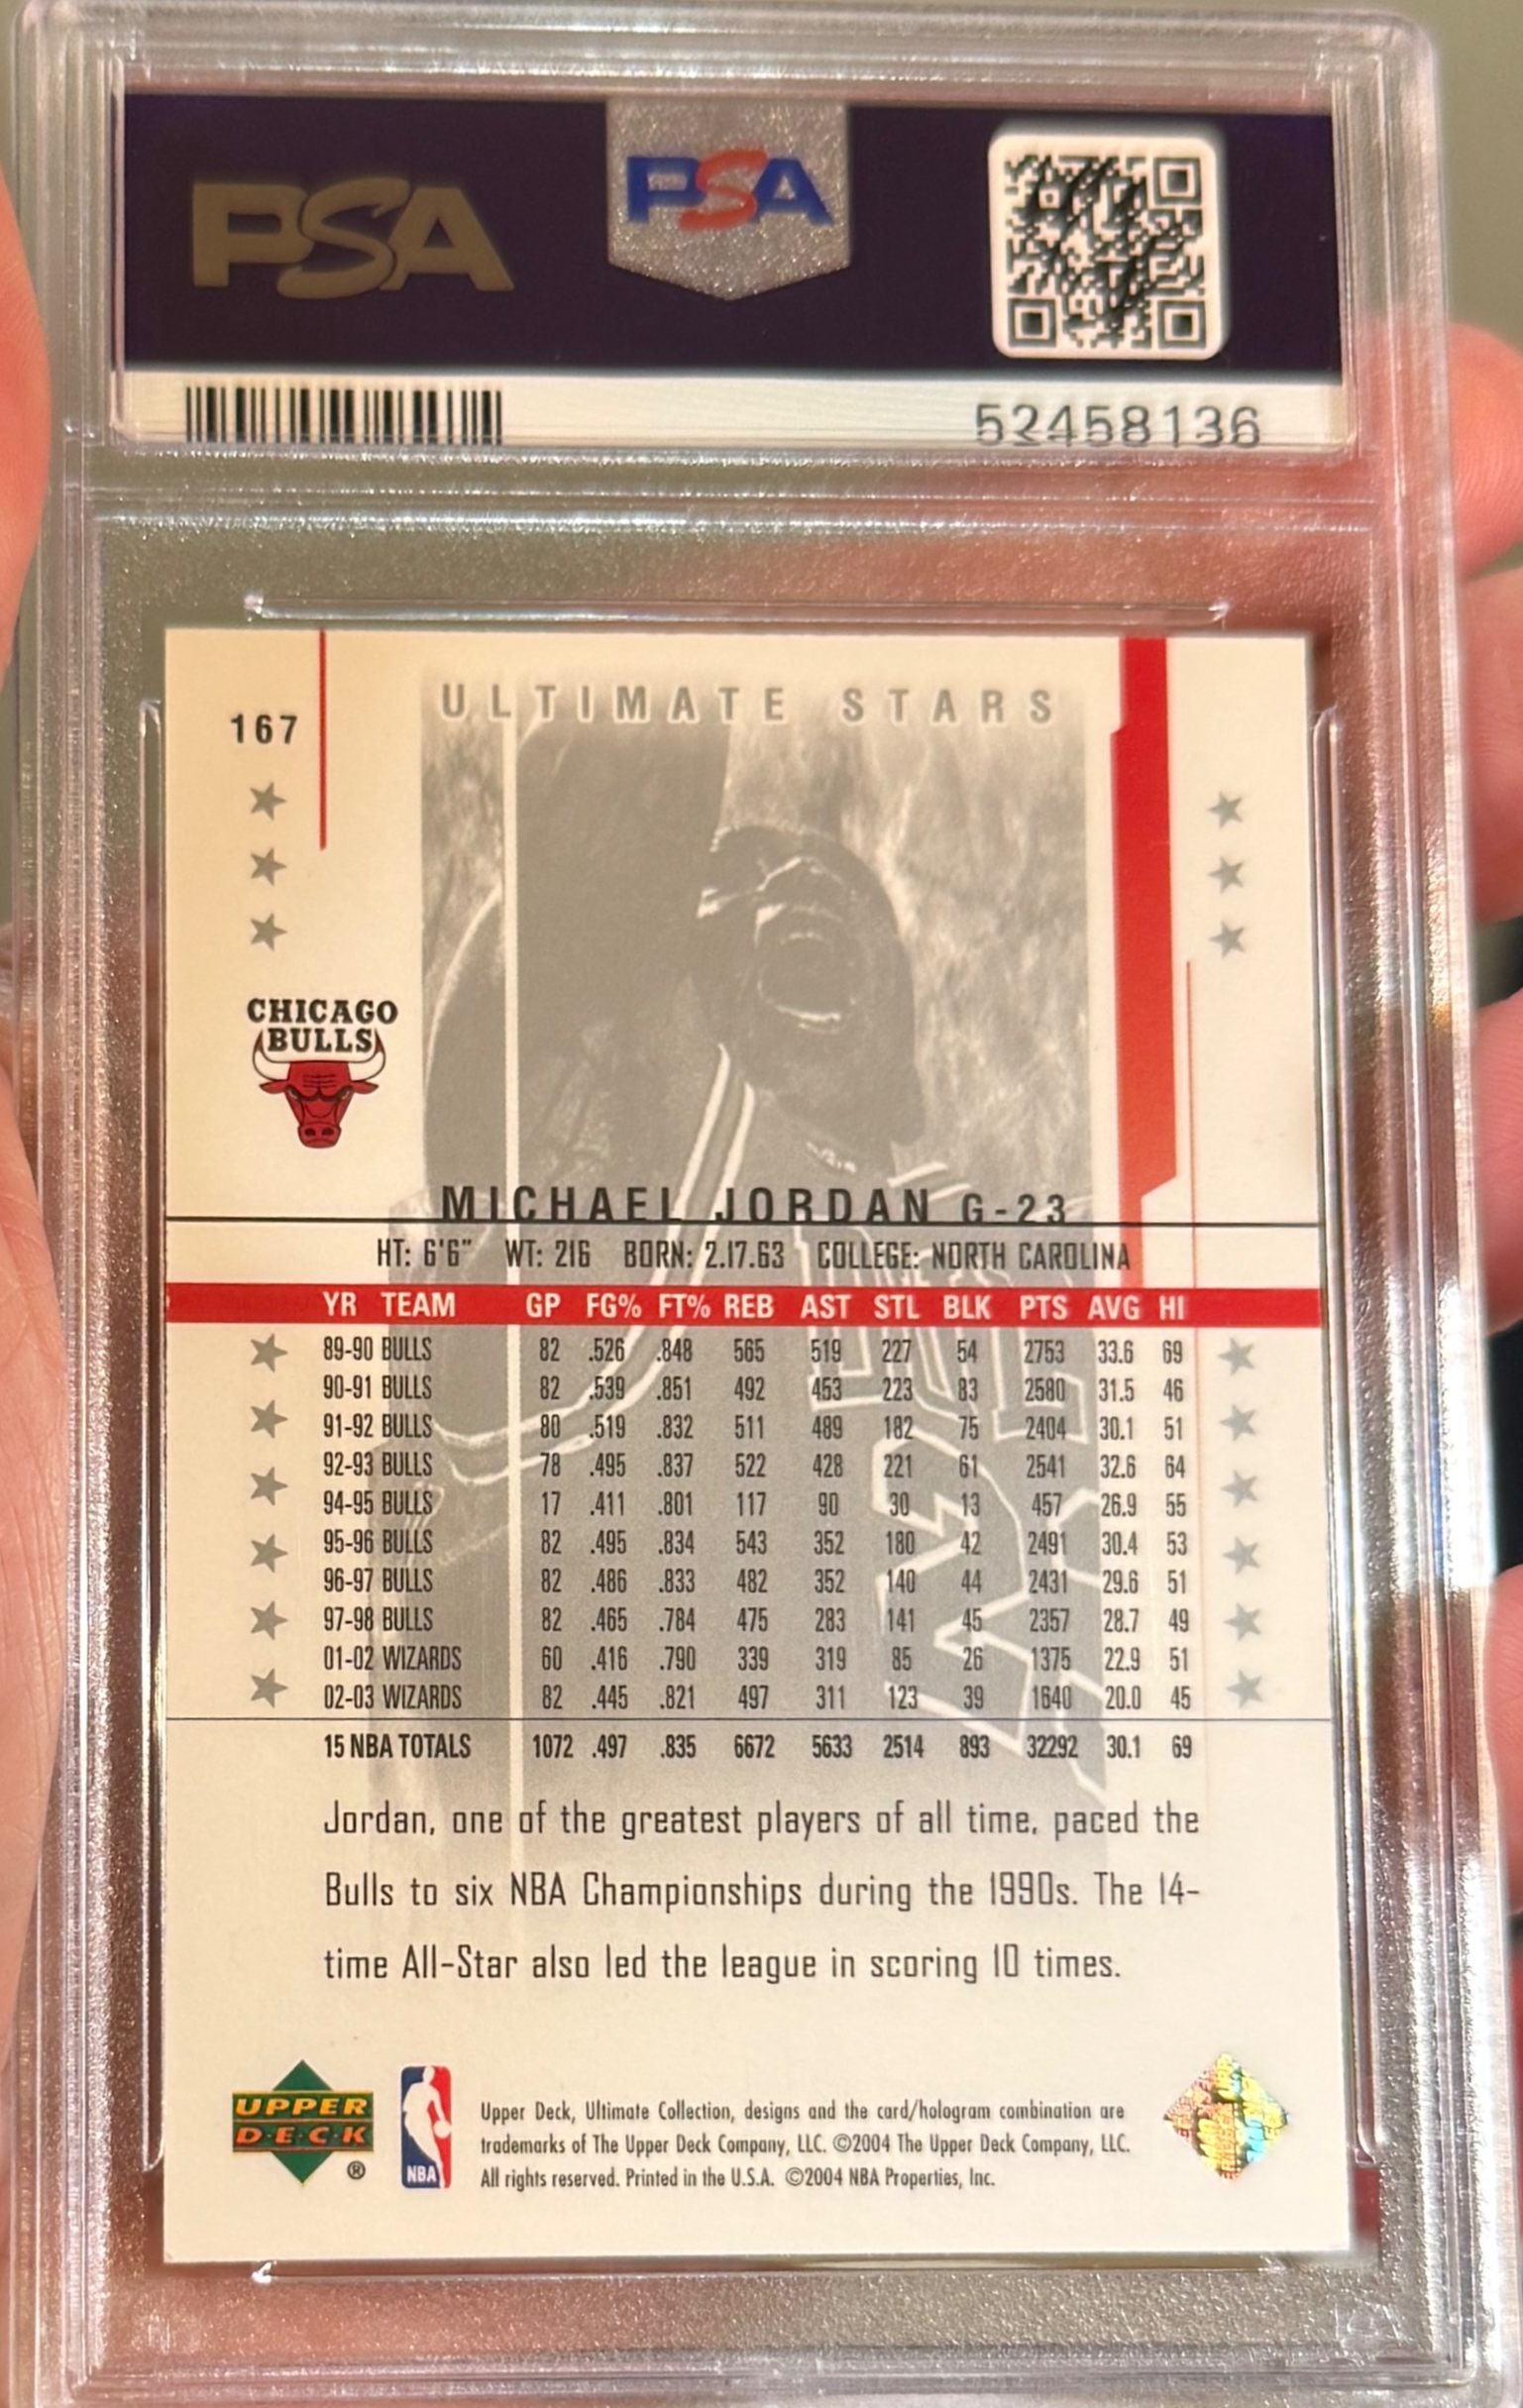 PSA PSA
52458136
167 ULTIMATE STARS
CHICAGO
BULLS
MICHAEL JORDAN G-23
HT: 6'6" WT: 216 BORN: 2.17.63 COLLEGE: NORTH CAROLINA
YR TEAM GP FG% FT% REB AST STL BLK PTS AVG HI
89-90 BULLS 82 .526 .848 565 519 227 54 2753 33.6 69
90-91 BULLS 82 .539 .851 492 453 223 83 2580 31.5 46
91-92 BULLS 80 .519 .832 511 489 182 75 2404 30.1 51
92-93 BULLS 78 .495 .837 522 428 221 61 2541 32.6 64
94-95 BULLS 17 .411 .801 117 90 30 13 457 26.9 55
95-96 BULLS 82 .495 .834 543 352 180 42 2491 30.4 53
96-97 BULLS 82 .486 .833 482 352 140 44 2431 29.6 51
97-98 BULLS 82 .465 .784 475 283 141 45 2357 28.7 49
01-02 WIZARDS 60 .416 .790 339 319 85 26 1375 22.9 51
02-03 WIZARDS 82 .445 .821 497 311 123 39 1640 20.0 45
15 NBA TOTALS 1072 .497 .835 6672 5633 2514 893 32292 30.1 69
Jordan, one of the greatest players of all time, paced the
Bulls to six NBA Championships during the 1990s. The 14-
time All-Star also led the league in scoring 10 times.
UPPER
D·E·C·K
®
NBA
Upper Deck, Ultimate Collection, designs and the card/hologram combination are
trademarks of The Upper Deck Company, LLC. ©2004 The Upper Deck Company, LLC.
All rights reserved. Printed in the U.S.A. ©2004 NBA Properties, Inc.